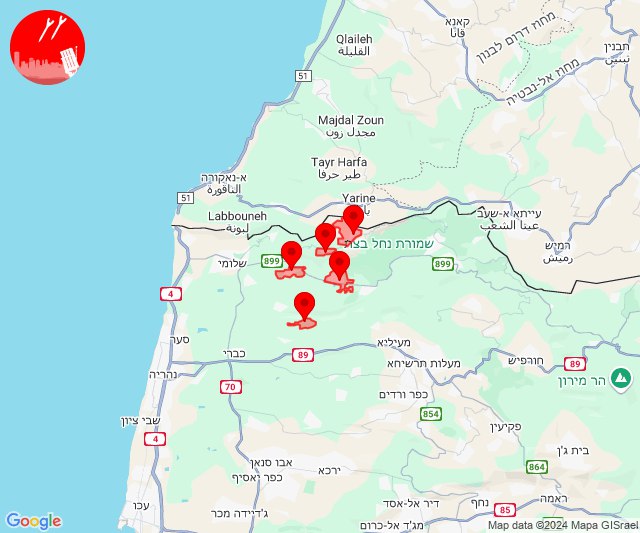 קאנא
قانا
Qlaileh
القليلة
מחוז דרום לבנון
תבנין
تبنين
51
מחוז אל-נבטיה
Majdal Zoun
مجدل زون
Tayr Harfa
طير حرفا
א-נאקורה
الناقورة
51
Yarine
Labbouneh
لبونة
עייתא א-שעב
عيتا الشعب
שמורת נחל בצת
רמיש
رميش
שלומי
899
899
4
סער
כברי
89
מעיליא
נהריה
מעלות תרשיחא
חורפיש
89
הר מירון
70
כפר ורדים
שבי ציון
854
פקיעין
4
בית ג'ן
אבו סנאן
ירכא
864
כפר יאסיף
עכו
ג'דיידה מכר
דיר אל-אסד
נחף
ראמה
85
מג'ד אל-כרום
Google
Map data ©2024 Mapa GISrael